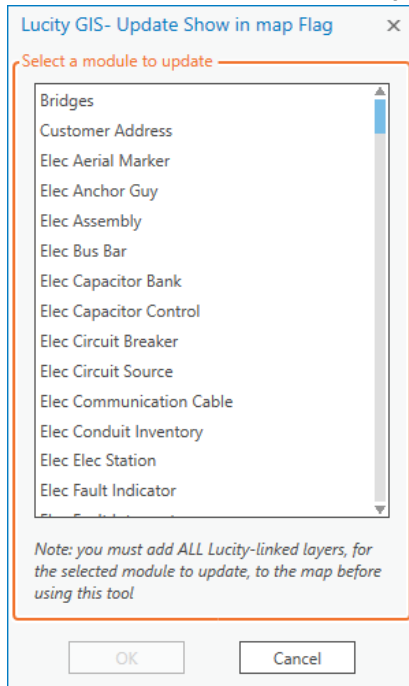 Lucity GIS- Update Show in map Flag
Select a module to update
Bridges
Customer Address
Elec Aerial Marker
Elec Anchor Guy
Elec Assembly
Elec Bus Bar
Elec Capacitor Bank
Elec Capacitor Control
Elec Circuit Breaker
Elec Circuit Source
Elec Communication Cable
Elec Conduit Inventory
Elec Elec Station
Elec Fault Indicator
Note: you must add ALL Lucity-linked layers, for
the selected module to update, to the map before
using this tool
OK
Cancel